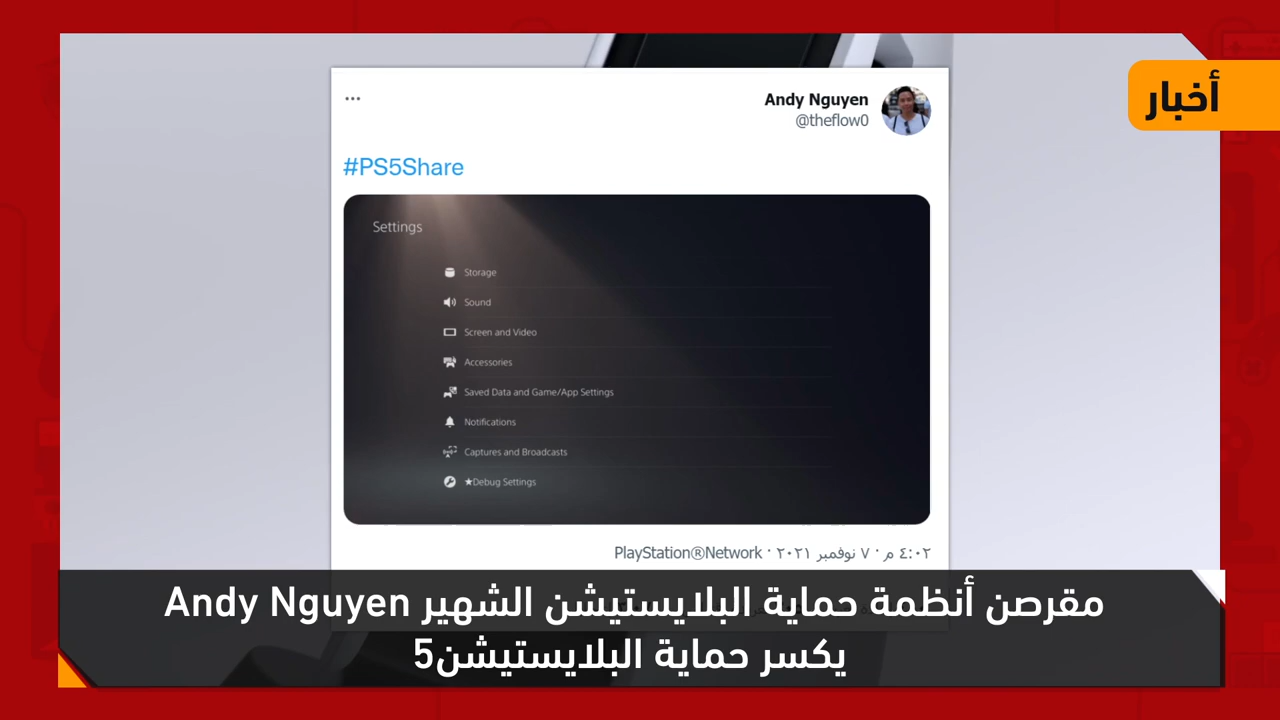 أخبار
Andy Nguyen
@theflow0
#PS5Share
Settings
Storage
Sound
Screen and Video
Accessories
Saved Data and Game/App Settings
Notifications
Captures and Broadcasts
★Debug Settings
٤:٠٢ م · ٧ نوفمبر ٢٠٢١ · PlayStation®Network
مقرصن أنظمة حماية البلايستيشن الشهير Andy Nguyen
يكسر حماية البلايستيشن5